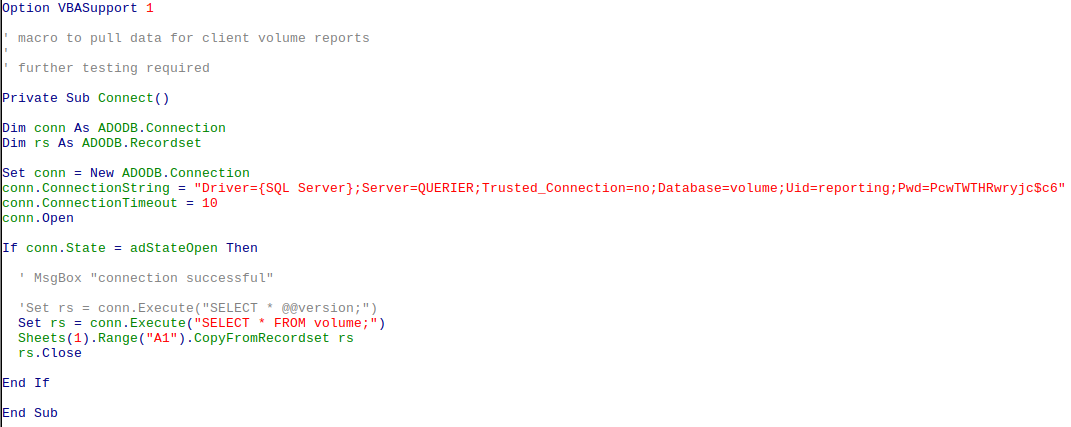 Option VBASupport 1
' macro to pull data for client volume reports
'
' further testing required
Private Sub Connect()
Dim conn As ADODB.Connection
Dim rs As ADODB.Recordset
Set conn = New ADODB.Connection
conn.ConnectionString = "Driver={SQL Server};Server=QUERIER;Trusted_Connection=no;Database=volume;Uid=reporting;Pwd=PcwTWTHRwryjc$c6"
conn.ConnectionTimeout = 10
conn.Open
If conn.State = adStateOpen Then
' MsgBox "connection successful"
'Set rs = conn.Execute("SELECT * @@version;")
Set rs = conn.Execute("SELECT * FROM volume;")
Sheets(1).Range("A1").CopyFromRecordset rs
rs.Close
End If
End Sub